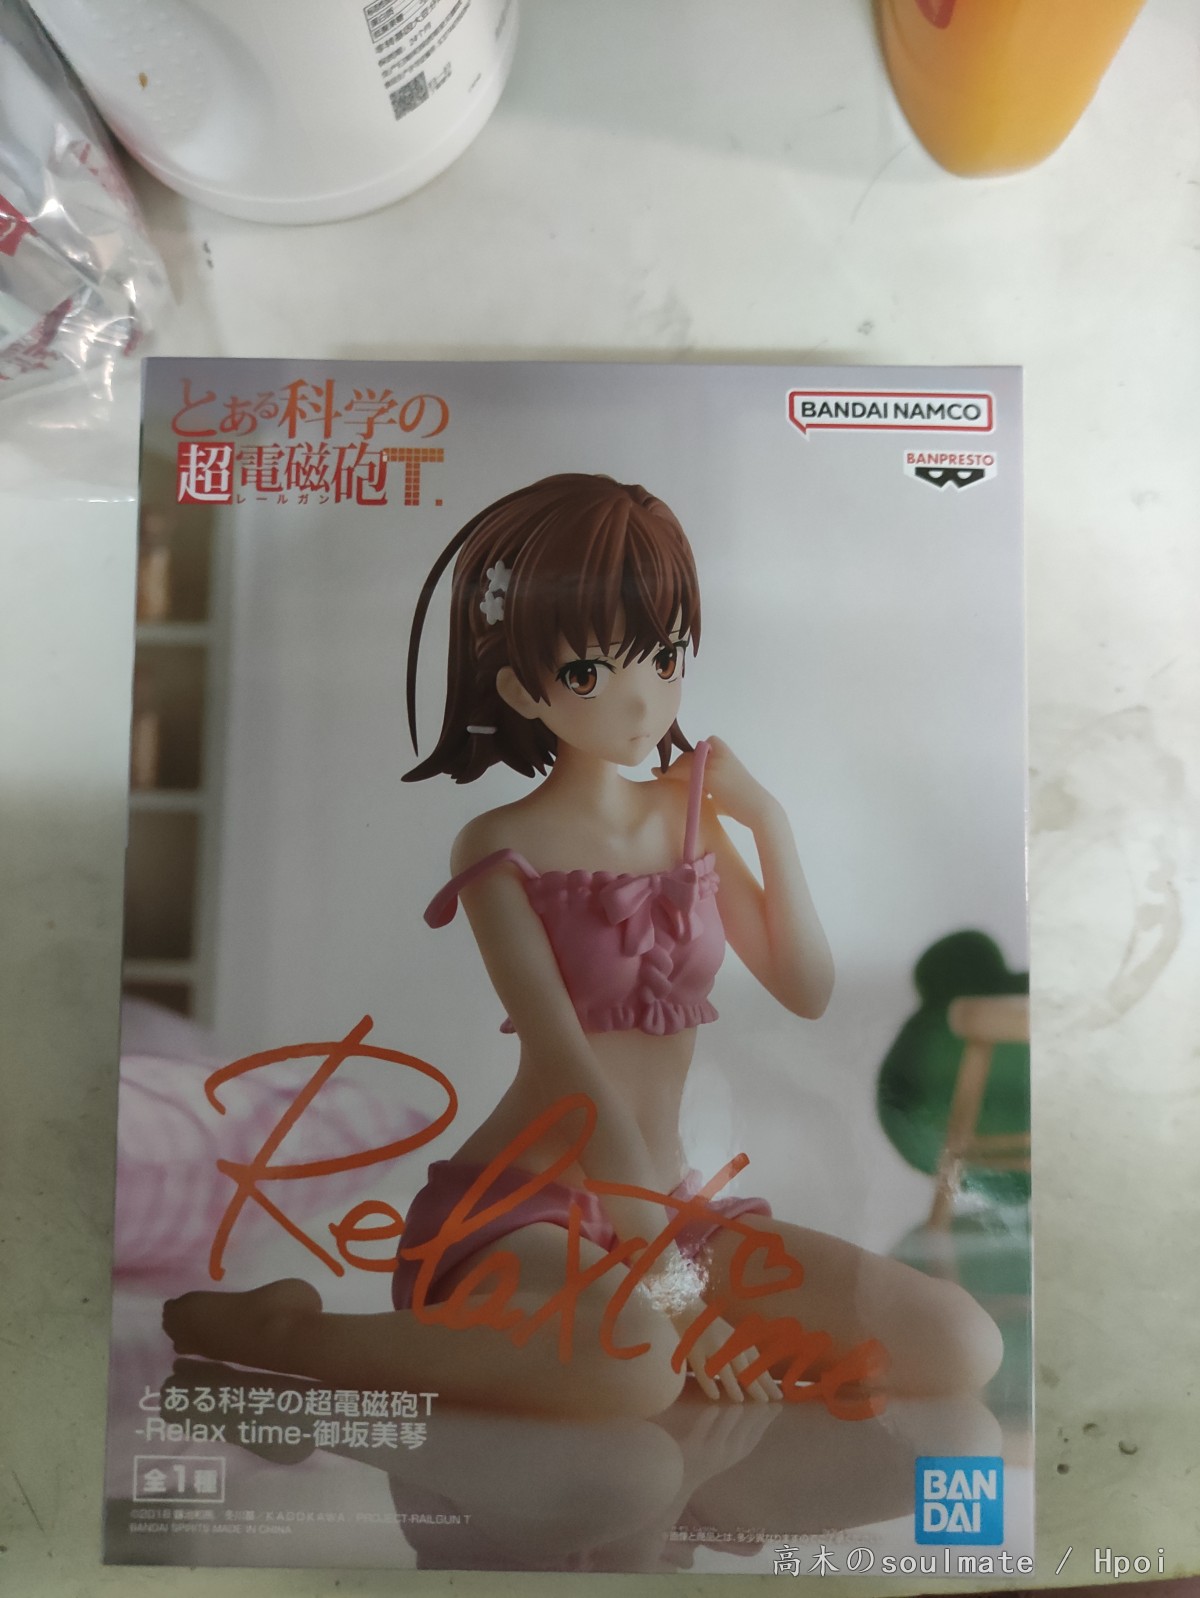 とある科学の
超電磁砲T.
レールガン
BANDAI NAMCO
BANPRESTO
Relax time
とある科学の超電磁砲T
-Relax time-御坂美琴
全1種
BANDAI SPIRITS MADE IN CHINA
BAN
DAI
高木のsoulmate / Hpoi